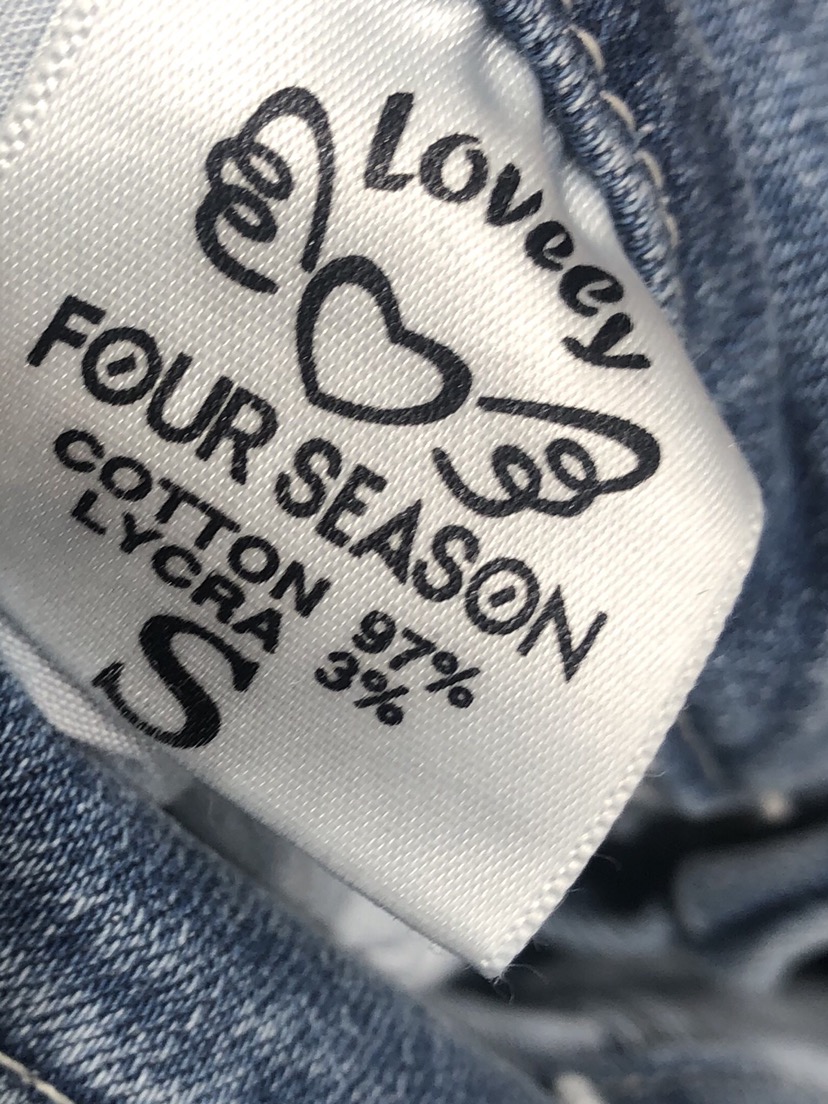 Loveey
FOUR SEASON
COTTON 97%
LYCRA 3%
S